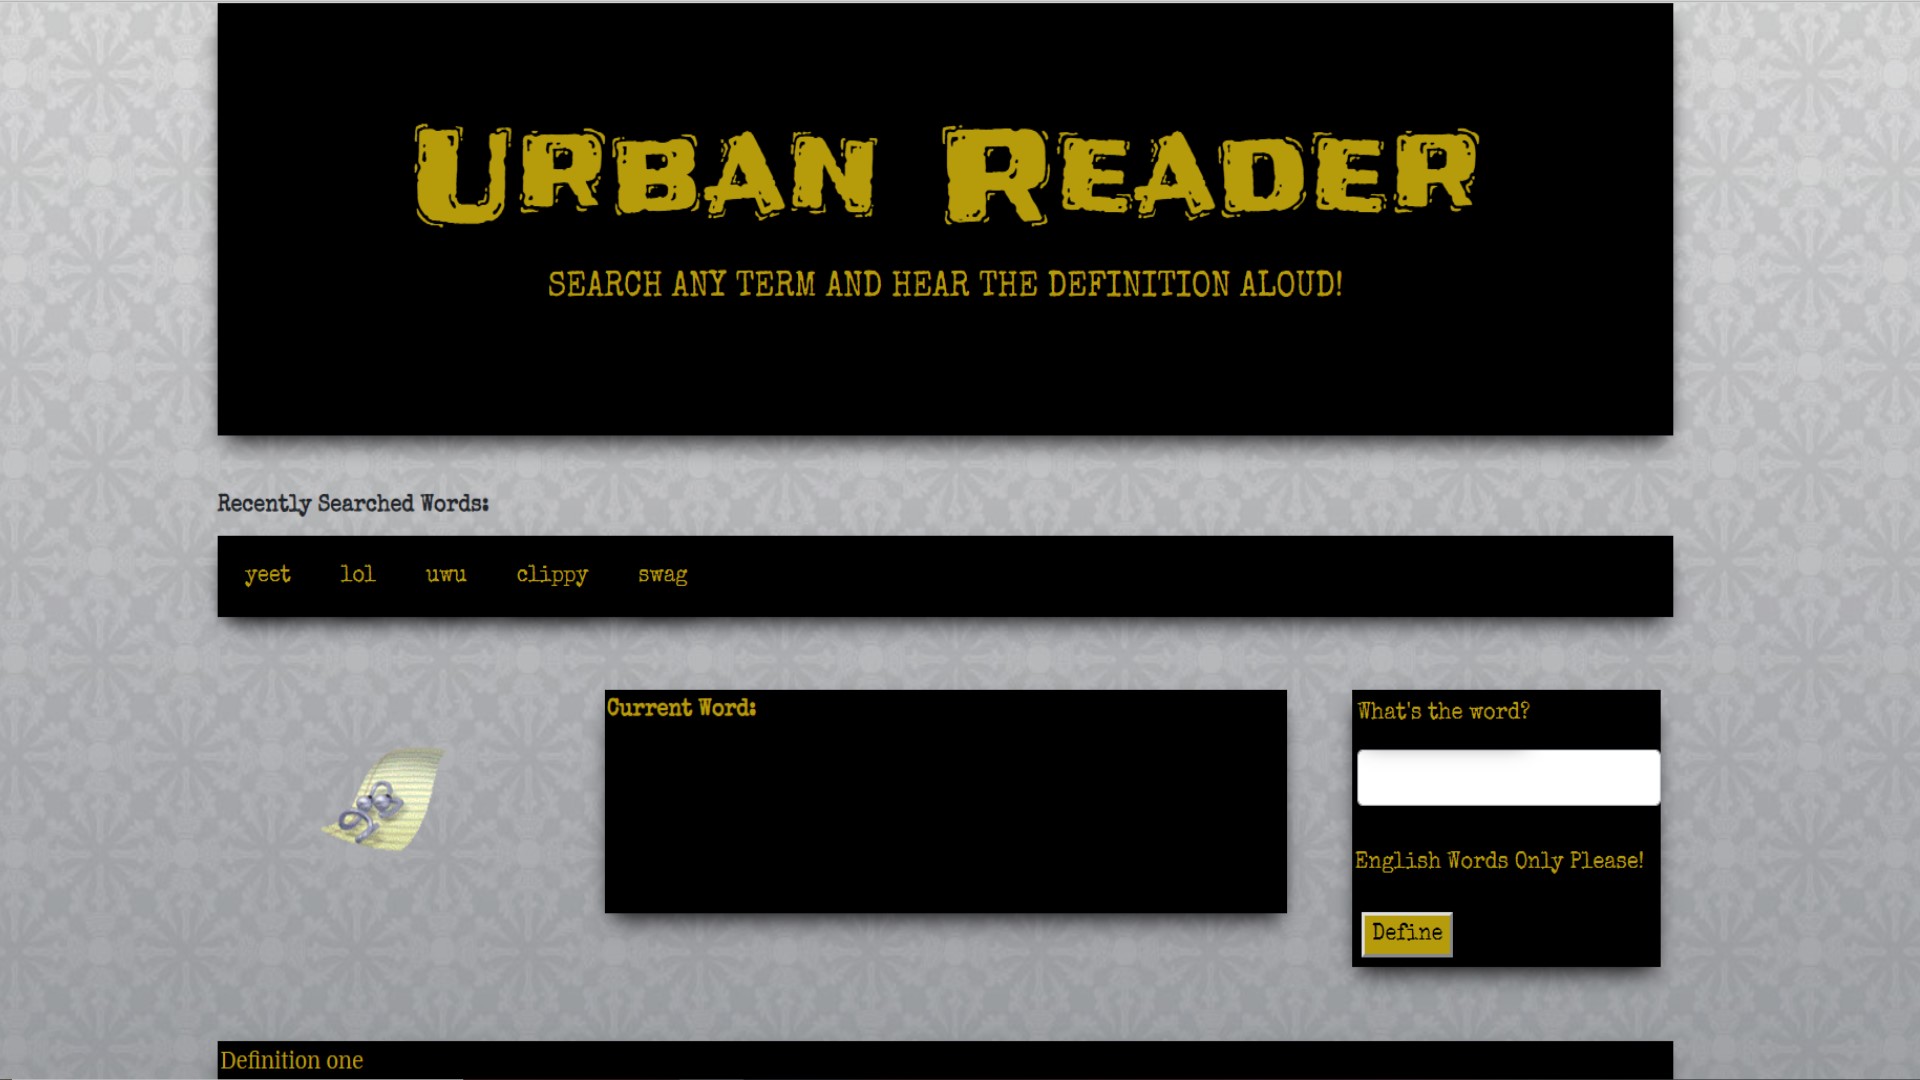 Urban Reader
SEARCH ANY TERM AND HEAR THE DEFINITION ALOUD!
Recently Searched Words:
yeet lol uwu clippy swag
Current Word:
What's the word?
English Words Only Please!
Define
Definition one